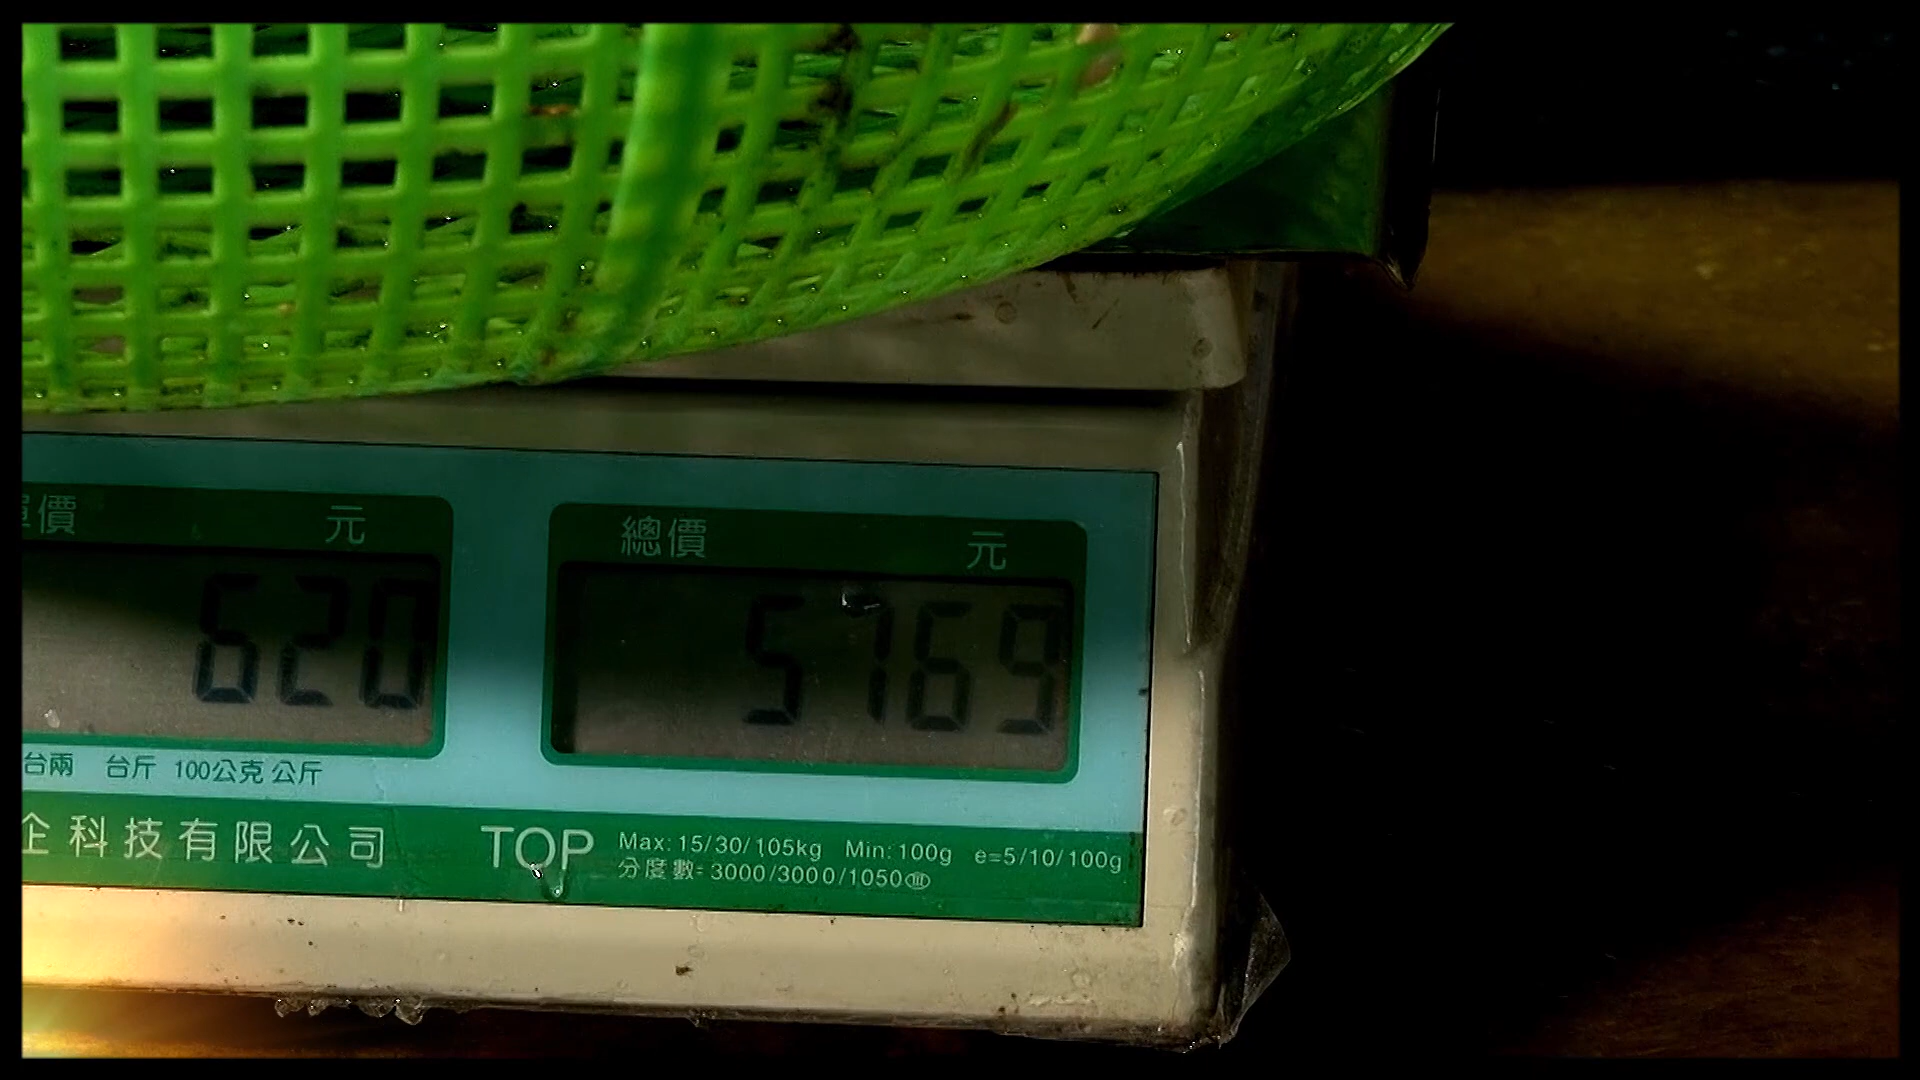 價 元
總價 元
620
5769
台兩 台斤 100公克 公斤
企科技有限公司
TOP
Max: 15/30/105kg Min: 100g e=5/10/100g
分度數: 3000/3000/1050 Ⅲ